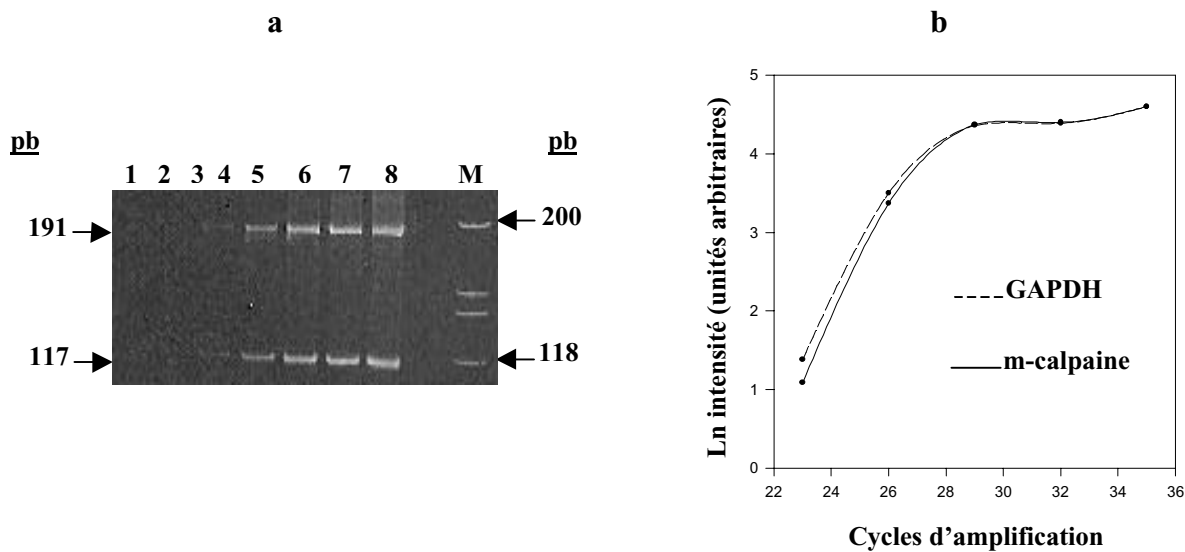 a
b
pb
pb
1 2 3 4 5 6 7 8 M
191
200
117
118
Ln intensité (unités arbitraires)
5
4
3
2
1
0
GAPDH
m-calpaine
22 24 26 28 30 32 34 36
Cycles d’amplification